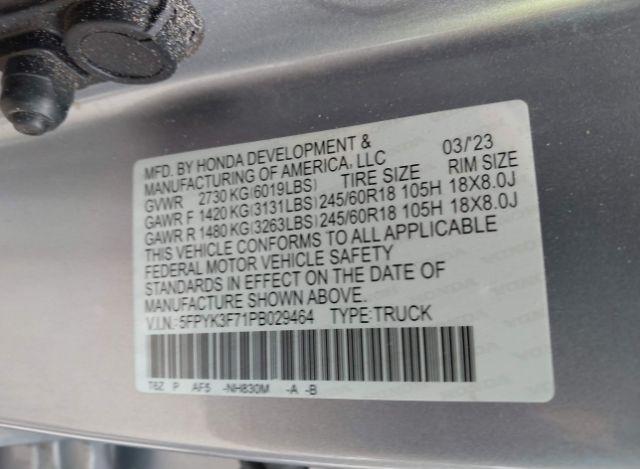 MFD. BY HONDA DEVELOPMENT & 03/'23
MANUFACTURING OF AMERICA, LLC
GVWR 2730 KG(6019LBS) TIRE SIZE RIM SIZE
GAWR F 1420 KG(3131LBS) 245/60R18 105H 18X8.0J
GAWR R 1480 KG(3263LBS) 245/60R18 105H 18X8.0J
THIS VEHICLE CONFORMS TO ALL APPLICABLE
FEDERAL MOTOR VEHICLE SAFETY
STANDARDS IN EFFECT ON THE DATE OF
MANUFACTURE SHOWN ABOVE.
V.I.N.: 5FPYK3F71PB029464 TYPE:TRUCK
T6Z P AF5 -NH830M -A -B